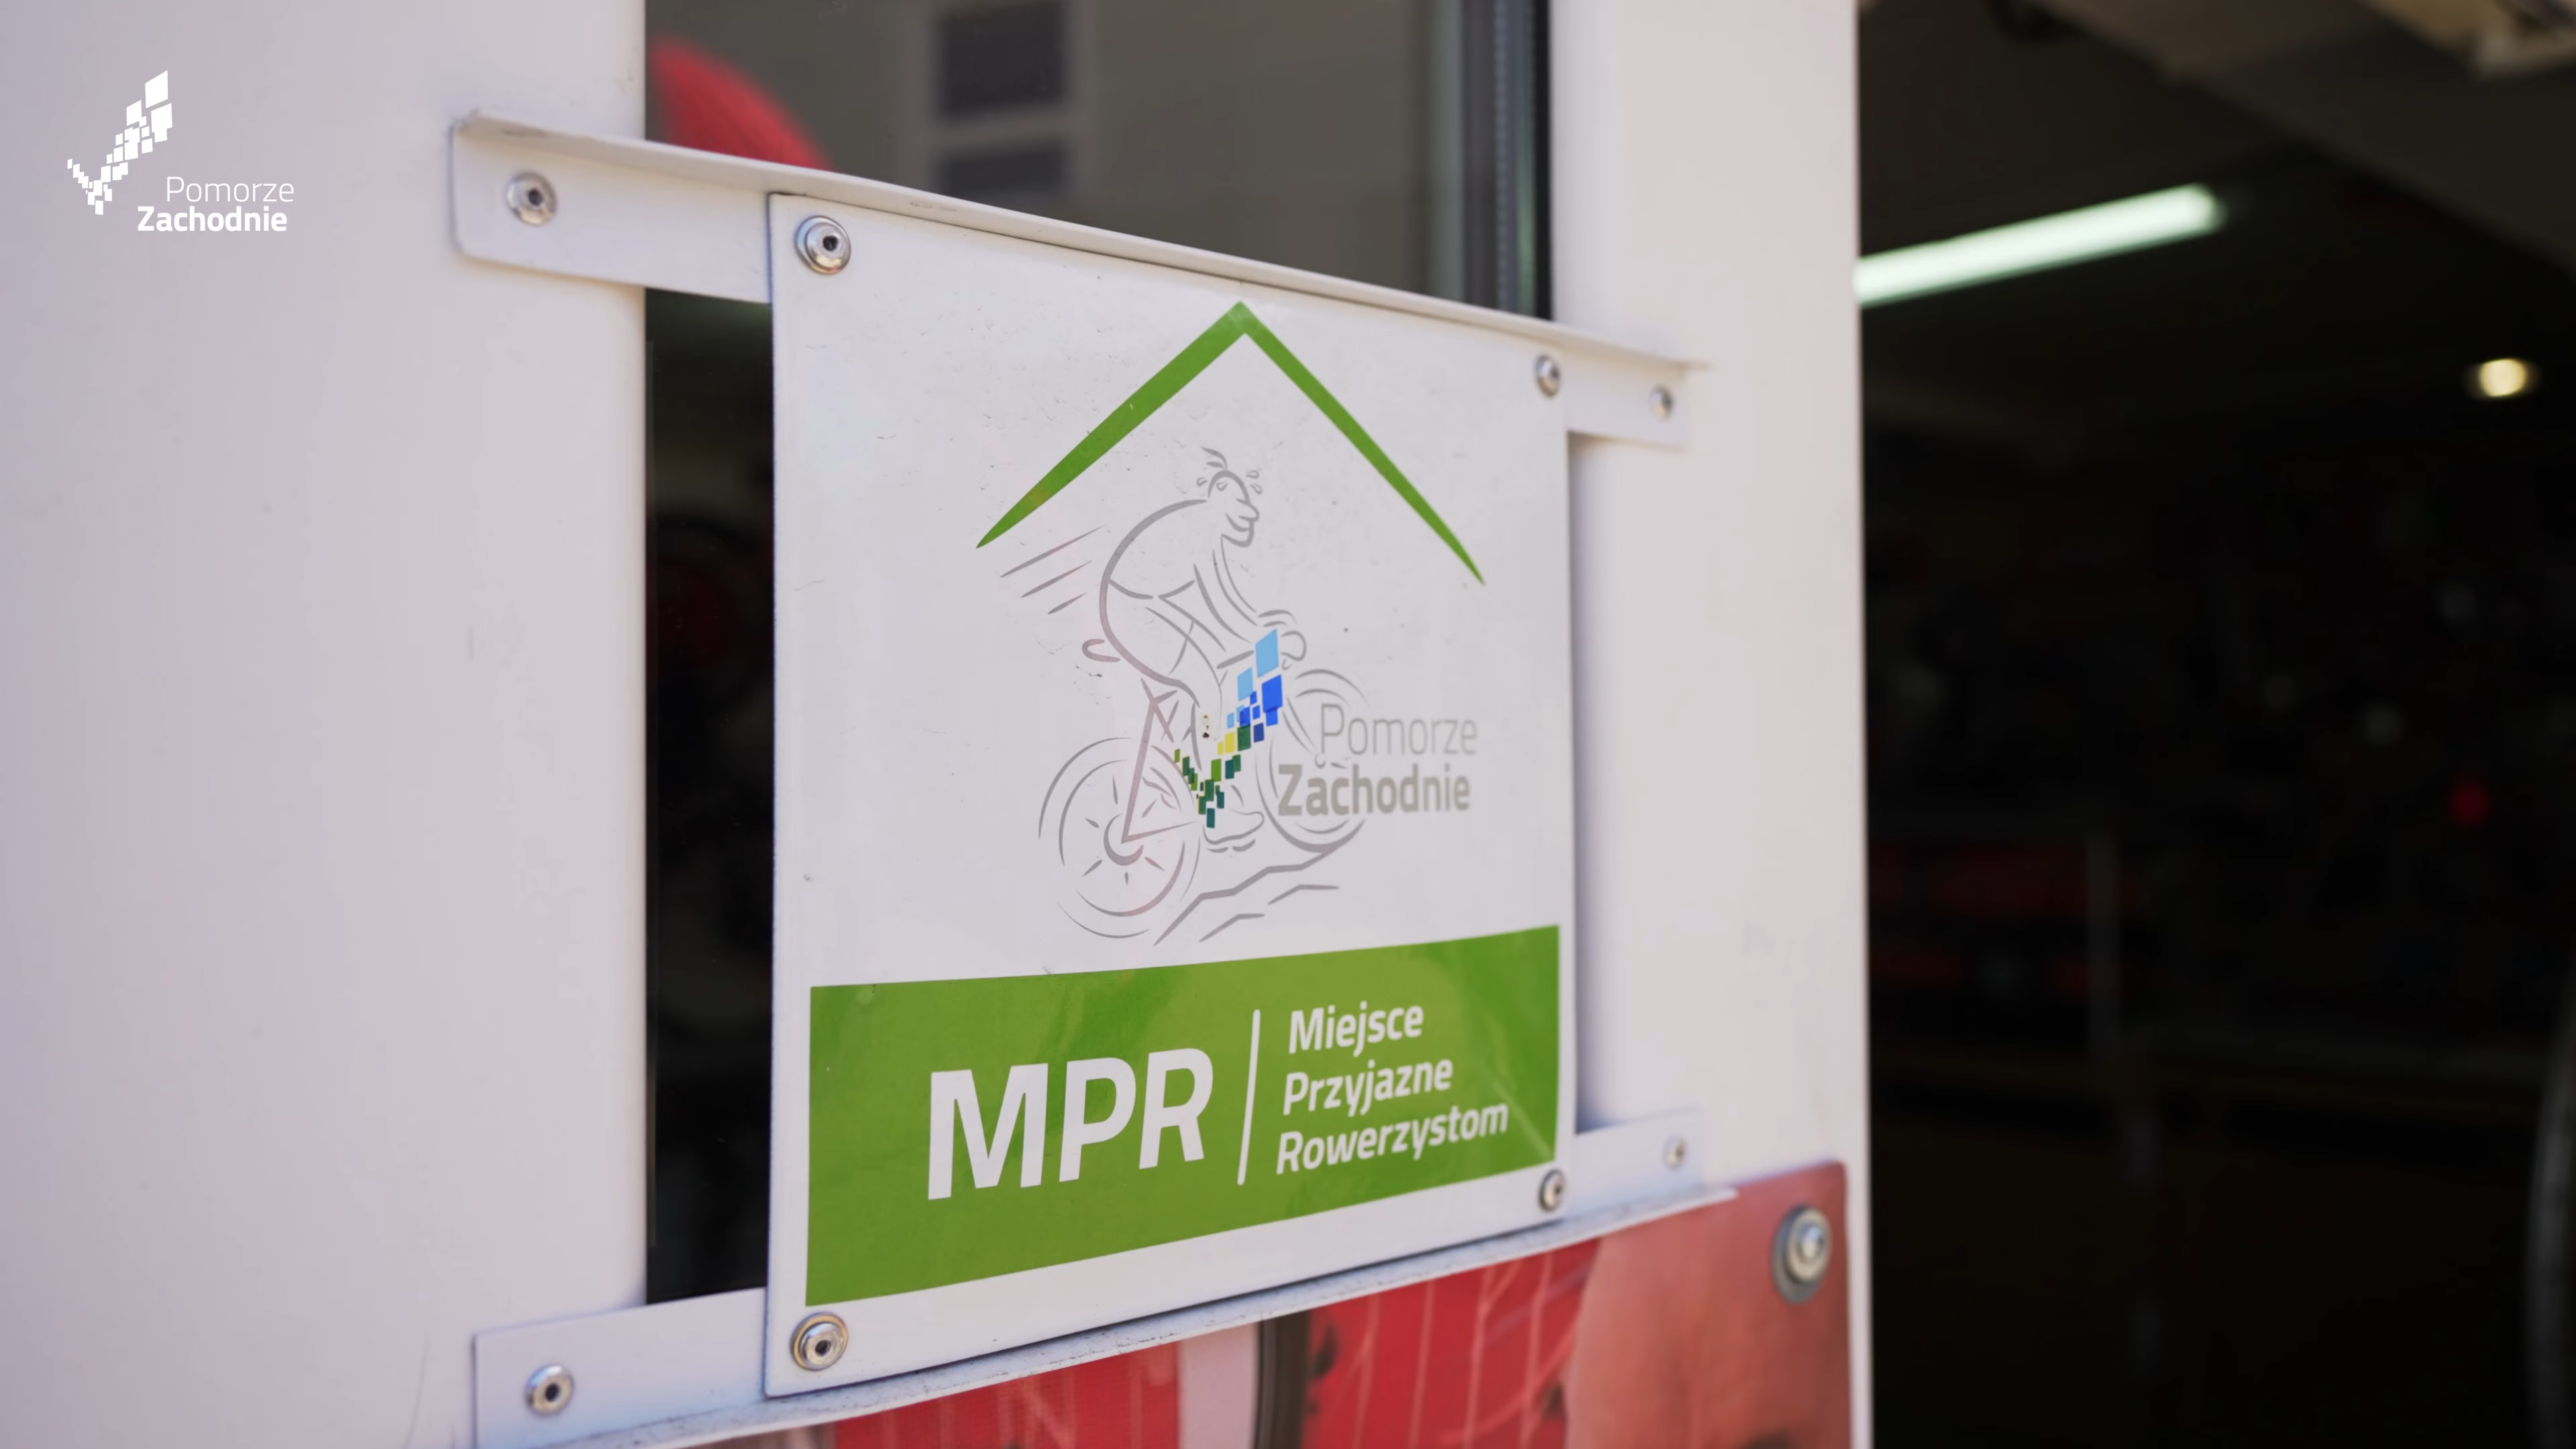 Pomorze
Zachodnie
Pomorze
Zachodnie
MPR
Miejsce
Przyjazne
Rowerzystom